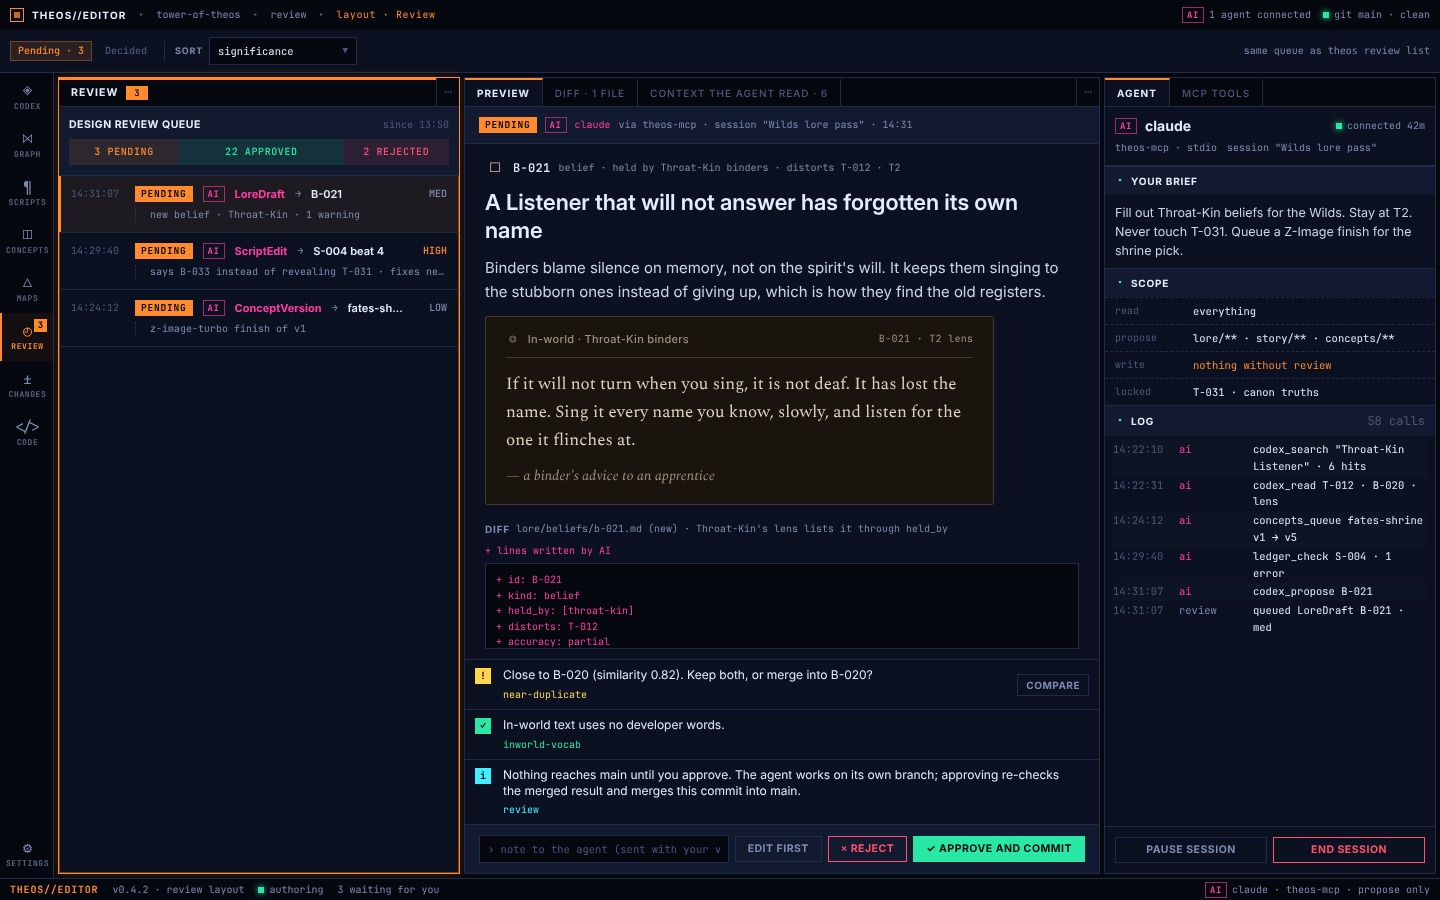 THEOS//EDITOR ▸ tower-of-theos ▸ review ▸ layout · Review
AI 1 agent connected git main · clean
Pending · 3 Decided SORT significance
same queue as theos review list
CODEX
GRAPH
SCRIPTS
CONCEPTS
MAPS
3
REVIEW
CHANGES
CODE
SETTINGS
REVIEW 3
DESIGN REVIEW QUEUE since 13:50
3 PENDING 22 APPROVED 2 REJECTED
14:31:07 PENDING AI LoreDraft → B-021 MED
new belief · Throat-Kin · 1 warning
14:29:40 PENDING AI ScriptEdit → S-004 beat 4 HIGH
says B-033 instead of revealing T-031 · fixes ne…
14:24:12 PENDING AI ConceptVersion → fates-sh… LOW
z-image-turbo finish of v1
PREVIEW DIFF · 1 FILE CONTEXT THE AGENT READ · 6
PENDING AI claude via theos-mcp · session "Wilds lore pass" · 14:31
B-021 belief · held by Throat-Kin binders · distorts T-012 · T2
A Listener that will not answer has forgotten its own
name
Binders blame silence on memory, not on the spirit's will. It keeps them singing to
the stubborn ones instead of giving up, which is how they find the old registers.
In-world · Throat-Kin binders B-021 · T2 lens
If it will not turn when you sing, it is not deaf. It has lost the
name. Sing it every name you know, slowly, and listen for the
one it flinches at.
— a binder's advice to an apprentice
DIFF lore/beliefs/b-021.md (new) · Throat-Kin's lens lists it through held_by
+ lines written by AI
+ id: B-021
+ kind: belief
+ held_by: [throat-kin]
+ distorts: T-012
+ accuracy: partial
! Close to B-020 (similarity 0.82). Keep both, or merge into B-020?
near-duplicate
COMPARE
✓ In-world text uses no developer words.
inworld-vocab
i Nothing reaches main until you approve. The agent works on its own branch; approving re-checks
the merged result and merges this commit into main.
review
› note to the agent (sent with your v
EDIT FIRST × REJECT ✓ APPROVE AND COMMIT
AGENT MCP TOOLS
AI claude connected 42m
theos-mcp · stdio session "Wilds lore pass"
YOUR BRIEF
Fill out Throat-Kin beliefs for the Wilds. Stay at T2.
Never touch T-031. Queue a Z-Image finish for the
shrine pick.
SCOPE
read everything
propose lore/** · story/** · concepts/**
write nothing without review
locked T-031 · canon truths
LOG 58 calls
14:22:10 ai codex_search "Throat-Kin
Listener" · 6 hits
14:22:31 ai codex_read T-012 · B-020 ·
lens
14:24:12 ai concepts_queue fates-shrine
v1 → v5
14:29:40 ai ledger_check S-004 · 1
error
14:31:07 ai codex_propose B-021
14:31:07 review queued LoreDraft B-021 ·
med
PAUSE SESSION END SESSION
THEOS//EDITOR v0.4.2 · review layout authoring 3 waiting for you
AI claude · theos-mcp · propose only